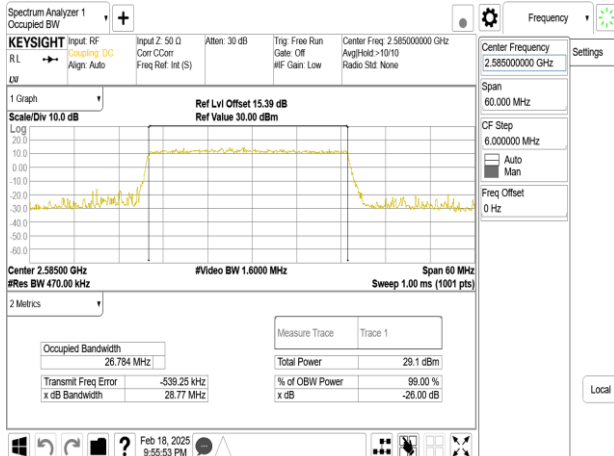 Spectrum Analyzer 1
Occupied BW
+
Frequency
KEYSIGHT
Input: RF
Input Z: 50 Ω
Atten: 30 dB
Trig: Free Run
Center Freq: 2.585000000 GHz
RL
Coupling: DC
Corr CCorr
Gate: Off
Avg|Hold:>10/10
Align: Auto
Freq Ref: Int (S)
#IF Gain: Low
Radio Std: None
LXI
Center Frequency
2.585000000 GHz
Settings
Span
60.000 MHz
CF Step
6.000000 MHz
Auto
Man
Freq Offset
0 Hz
Local
1 Graph
Scale/Div 10.0 dB
Ref Lvl Offset 15.39 dB
Ref Value 30.00 dBm
Log
20.0
10.0
0.00
-10.0
-20.0
-30.0
-40.0
-50.0
-60.0
Center 2.58500 GHz
#Video BW 1.6000 MHz
Span 60 MHz
#Res BW 470.00 kHz
Sweep 1.00 ms (1001 pts)
2 Metrics
Measure Trace
Trace 1
Occupied Bandwidth
26.784 MHz
Total Power
29.1 dBm
Transmit Freq Error
-539.25 kHz
% of OBW Power
99.00 %
x dB Bandwidth
28.77 MHz
x dB
-26.00 dB
?
Feb 18, 2025
9:55:53 PM